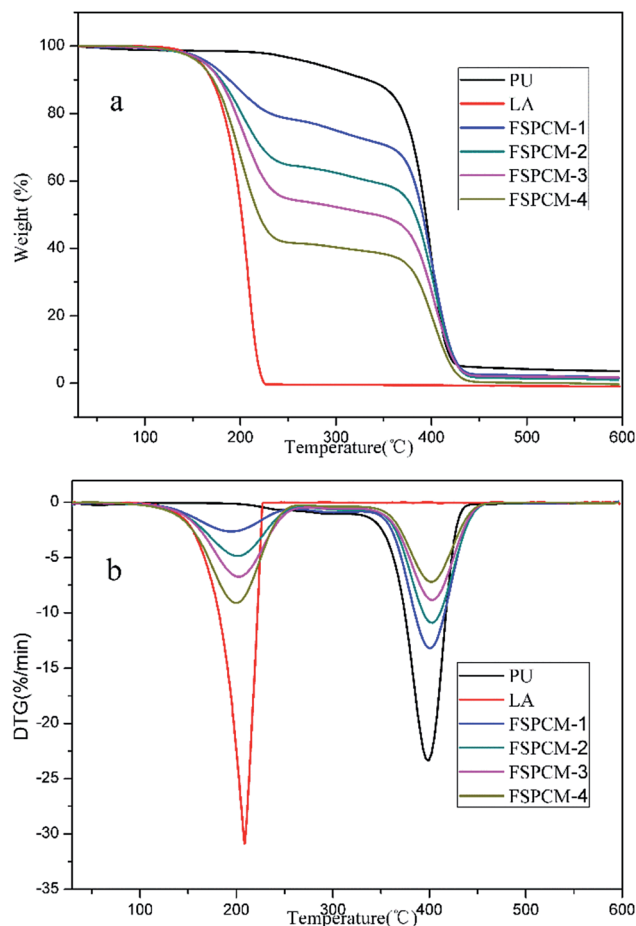 a
PU
LA
FSPCM-1
FSPCM-2
FSPCM-3
FSPCM-4
Weight (%)
100
80
60
40
20
0
100
200
300
400
500
600
Temperature(℃)
b
PU
LA
FSPCM-1
FSPCM-2
FSPCM-3
FSPCM-4
DTG(%/min)
0
-5
-10
-15
-20
-25
-30
-35
100
200
300
400
500
600
Temperature(℃)